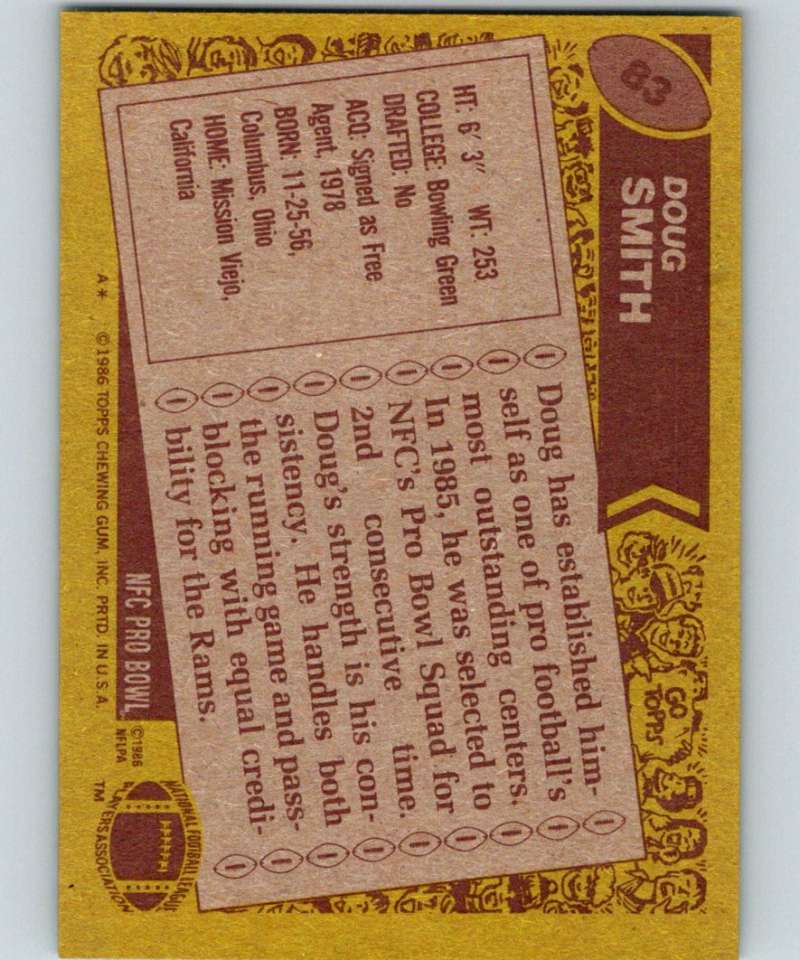 83
DOUG
SMITH
HT: 6' 3" WT: 253
COLLEGE: Bowling Green
DRAFTED: No
ACQ: Signed as Free
Agent, 1978
BORN: 11-25-56,
Columbus, Ohio
HOME: Mission Viejo,
California
Doug has established him-
self as one of pro football's
most outstanding centers.
In 1985, he was selected to
NFC's Pro Bowl Squad for
2nd consecutive time.
Doug's strength is his con-
sistency. He handles both
the running game and pass-
blocking with equal credi-
bility for the Rams.
GO
TOPPS
NFC PRO BOWL
A* ©1986 TOPPS CHEWING GUM, INC. PRTD. IN U.S.A.
©1986
NFLPA
NATIONAL FOOTBALL LEAGUE
PLAYERS ASSOCIATION
TM